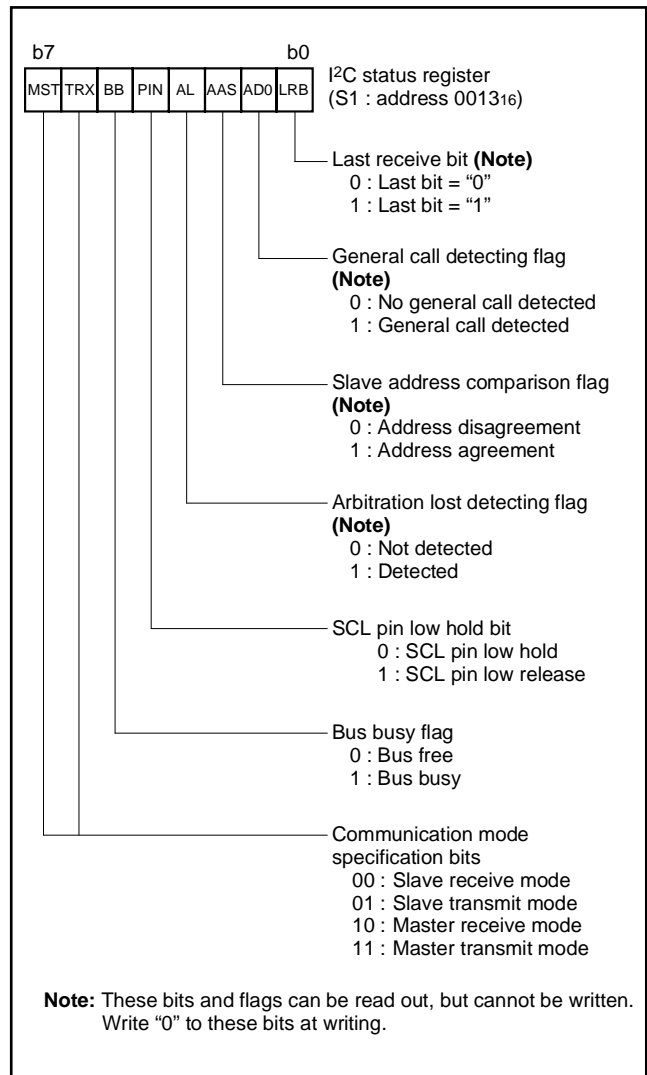 b7 b0
MST TRX BB PIN AL AAS AD0 LRB
I2C status register
(S1 : address 001316)
Last receive bit (Note)
0 : Last bit = “0”
1 : Last bit = “1”
General call detecting flag
(Note)
0 : No general call detected
1 : General call detected
Slave address comparison flag
(Note)
0 : Address disagreement
1 : Address agreement
Arbitration lost detecting flag
(Note)
0 : Not detected
1 : Detected
SCL pin low hold bit
0 : SCL pin low hold
1 : SCL pin low release
Bus busy flag
0 : Bus free
1 : Bus busy
Communication mode
specification bits
00 : Slave receive mode
01 : Slave transmit mode
10 : Master receive mode
11 : Master transmit mode
Note: These bits and flags can be read out, but cannot be written.
Write “0” to these bits at writing.